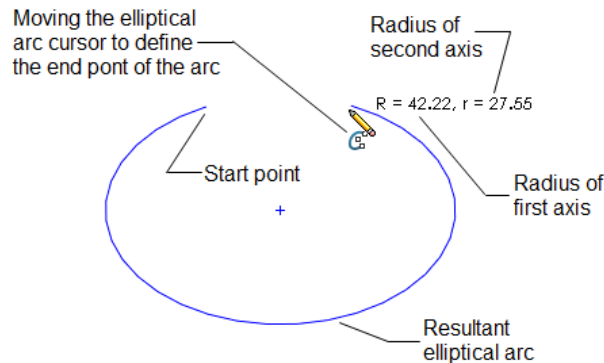 Moving the elliptical
arc cursor to define
the end pont of the arc
Radius of
second axis
R = 42.22, r = 27.55
Start point
Radius of
first axis
Resultant
elliptical arc